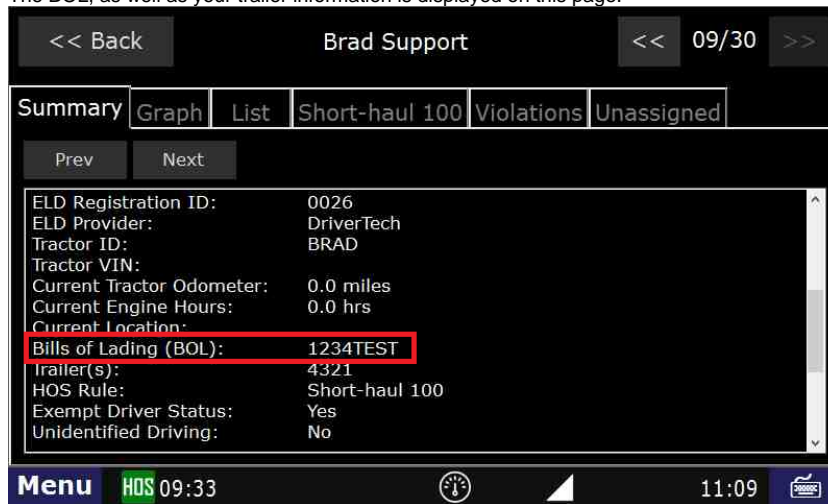 The BOL, as well as your trailer information is displayed on this page.
<< Back Brad Support << 09/30 >>
Summary Graph List Short-haul 100 Violations Unassigned
Prev Next
ELD Registration ID: 0026
ELD Provider: DriverTech
Tractor ID: BRAD
Tractor VIN:
Current Tractor Odometer: 0.0 miles
Current Engine Hours: 0.0 hrs
Current Location:
Bills of Lading (BOL): 1234TEST
Trailer(s): 4321
HOS Rule: Short-haul 100
Exempt Driver Status: Yes
Unidentified Driving: No
Menu HOS 09:33 11:09